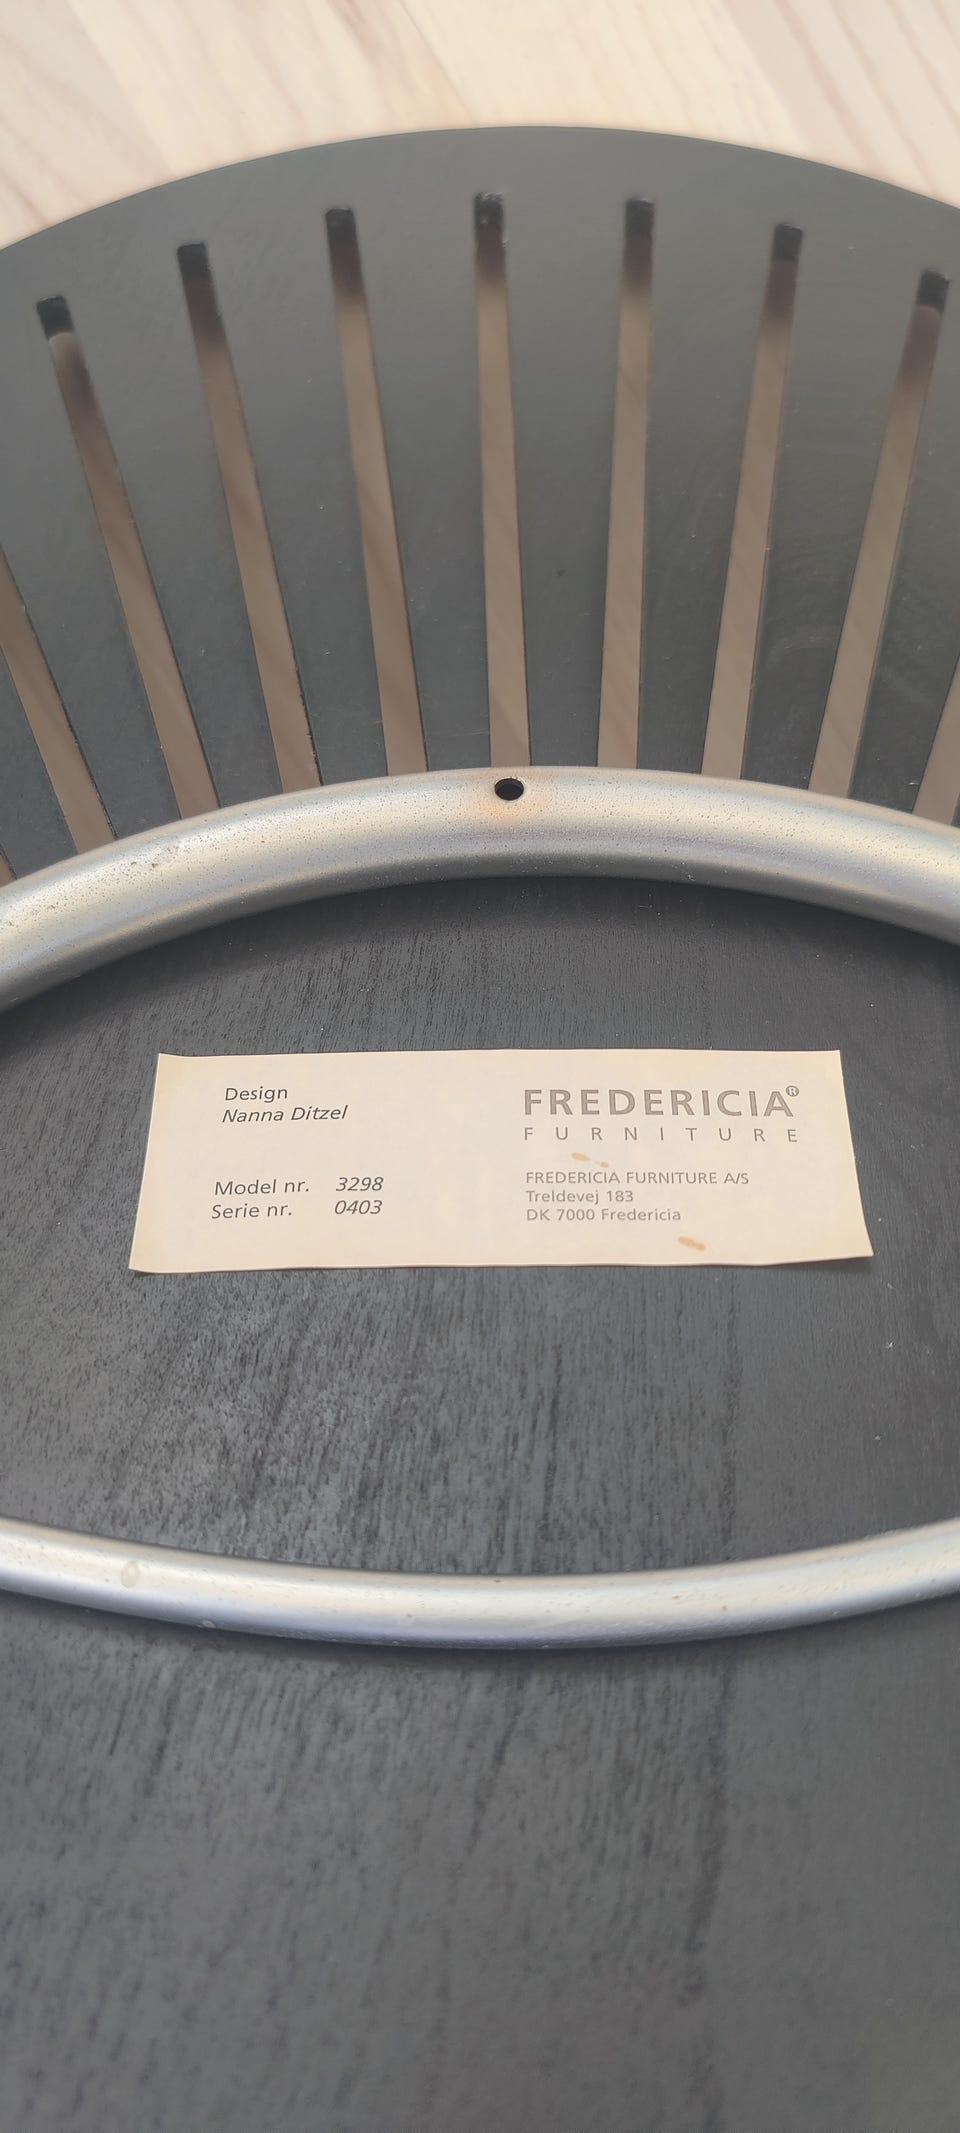 Design
Nanna Ditzel
Model nr. 3298
Serie nr. 0403
FREDERICIA®
FURNITURE
FREDERICIA FURNITURE A/S
Treldevej 183
DK 7000 Fredericia